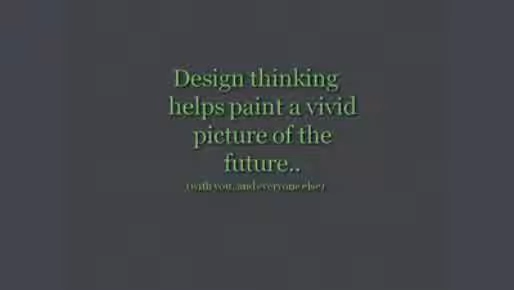 Design thinking
helps paint a vivid
picture of the
future..
(with you, and everyone else)